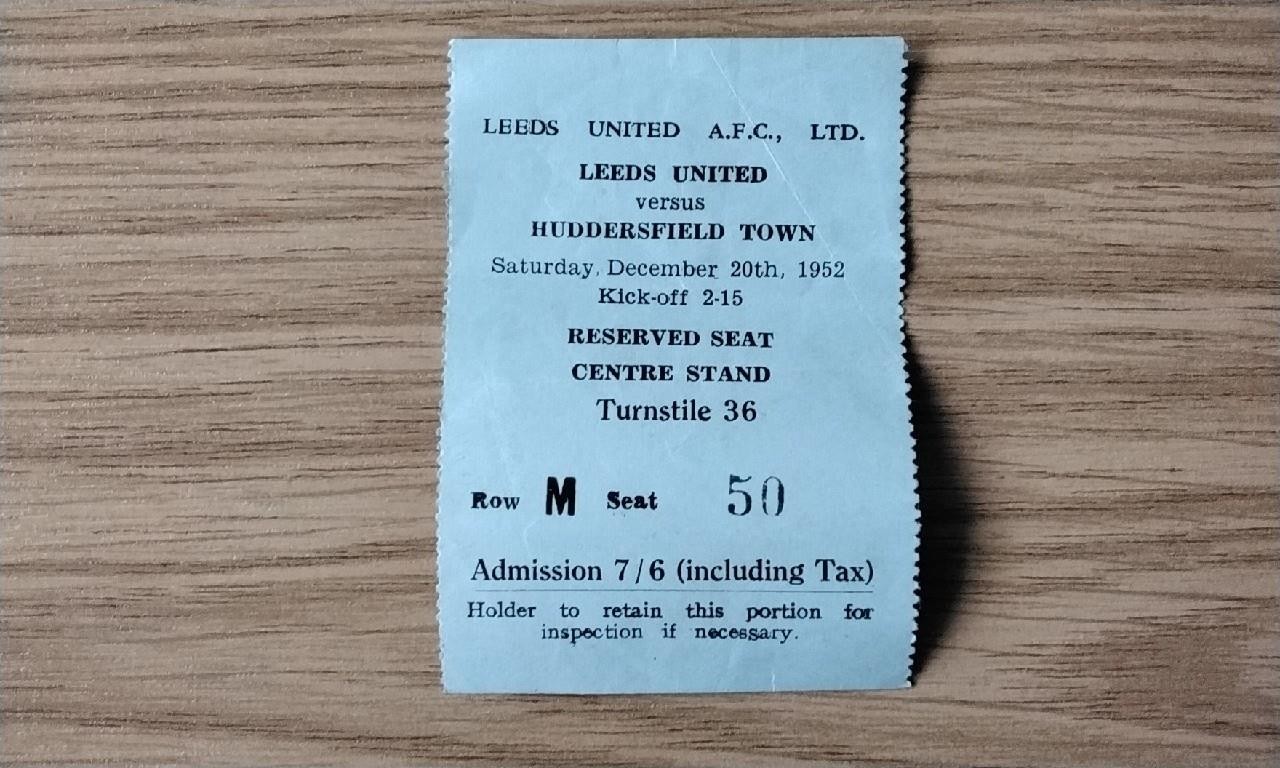 LEEDS UNITED A.F.C., LTD.
LEEDS UNITED
versus
HUDDERSFIELD TOWN
Saturday, December 20th, 1952
Kick-off 2-15
RESERVED SEAT
CENTRE STAND
Turnstile 36
Row M Seat 50
Admission 7/6 (including Tax)
Holder to retain this portion for
inspection if necessary.